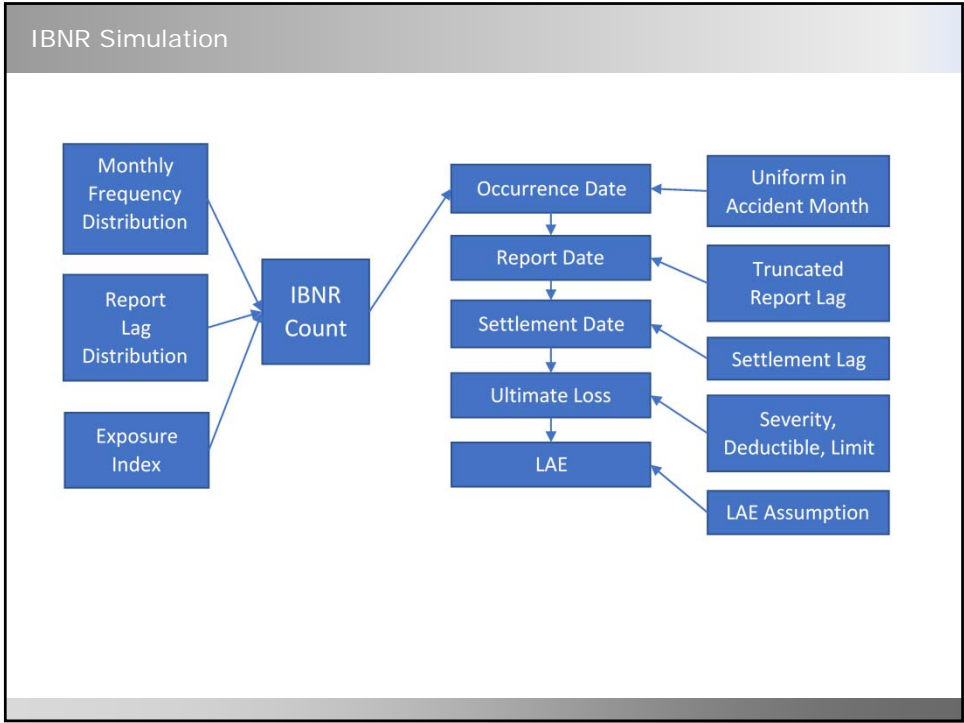 IBNR Simulation
Monthly
Frequency
Distribution
Report
Lag
Distribution
Exposure
Index
IBNR
Count
Occurrence Date
Report Date
Settlement Date
Ultimate Loss
LAE
Uniform in
Accident Month
Truncated
Report Lag
Settlement Lag
Severity,
Deductible, Limit
LAE Assumption